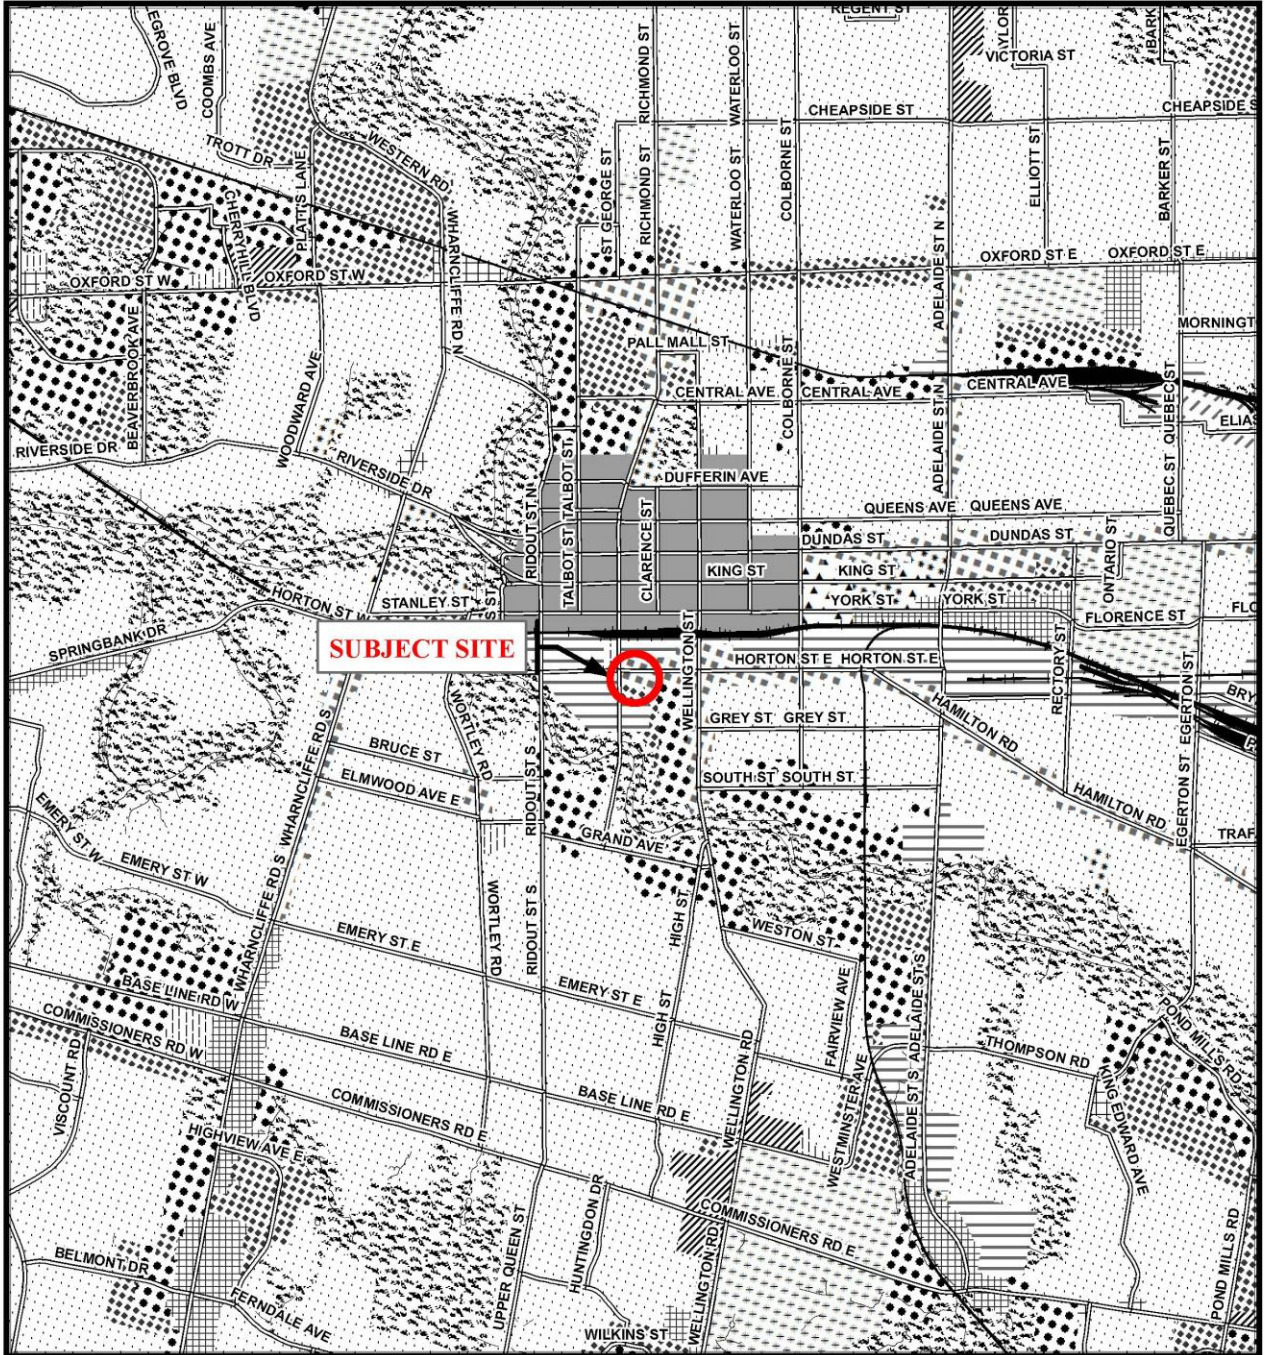 REGENT ST
VICTORIA ST
COOMBS AVE
RICHMOND ST
WATERLOO ST
CHEAPSIDE ST
CHEAPSIDE S
TROTT DR
WESTERN RD
PLATTS LANE
ST GEORGE ST
RICHMOND ST
WATERLOO ST
COLBORNE ST
ELLIOTT ST
BARKER ST
CHERRYHILL BLVD
WHARNCLIFFE RD N
ADELAIDE ST N
OXFORD ST E
OXFORD ST E
OXFORD ST W
OXFORD ST W
BEAVERBROOK AVE
WOODWARD AVE
PALL MALL ST
COLBORNE ST
MORNINGT
CENTRAL AVE
CENTRAL AVE
CENTRAL AVE
ADELAIDE ST N
QUEBEC ST
ELIAS
RIVERSIDE DR
RIVERSIDE DR
TALBOT ST
DUFFERIN AVE
RIDOUT ST N
TALBOT ST
CLARENCE ST
QUEENS AVE
QUEENS AVE
QUEBEC ST
DUNDAS ST
DUNDAS ST
KING ST
KING ST
ONTARIO ST
HORTON ST W
STANLEY ST
YORK ST
YORK ST
FLORENCE ST
FLO
SPRINGBANK DR
SUBJECT SITE
WELLINGTON ST
HORTON ST E
HORTON ST E
RECTORY ST
EGERTON ST
BRY
WORTLEY RD
GREY ST
GREY ST
HAMILTON RD
BRUCE ST
ELMWOOD AVE E
SOUTH ST
SOUTH ST
HAMILTON RD
RIDOUT ST S
WHARNCLIFFE RD S
EMERY ST W
EMERY ST W
GRAND AVE
EGERTON ST
TRAF
WHARNCLIFFE RD S
WORTLEY RD
RIDOUT ST S
HIGH ST
WESTON ST
EMERY ST E
EMERY ST E
FAIRVIEW AVE
ADELAIDE ST S
BASE LINE RD W
COMMISSIONERS RD W
BASE LINE RD E
HIGH ST
WELLINGTON RD
POND MILLS RD
THOMPSON RD
VISCOUNT RD
COMMISSIONERS RD E
BASE LINE RD E
WESTMINSTER AVE
ADELAIDE ST S
KING EDWARD AVE
HIGHVIEW AVE E
COMMISSIONERS RD E
HUNTINGDON DR
UPPER QUEEN ST
WELLINGTON RD
POND MILLS RD
BELMONT DR
FERNDALE AVE
WILKINS ST